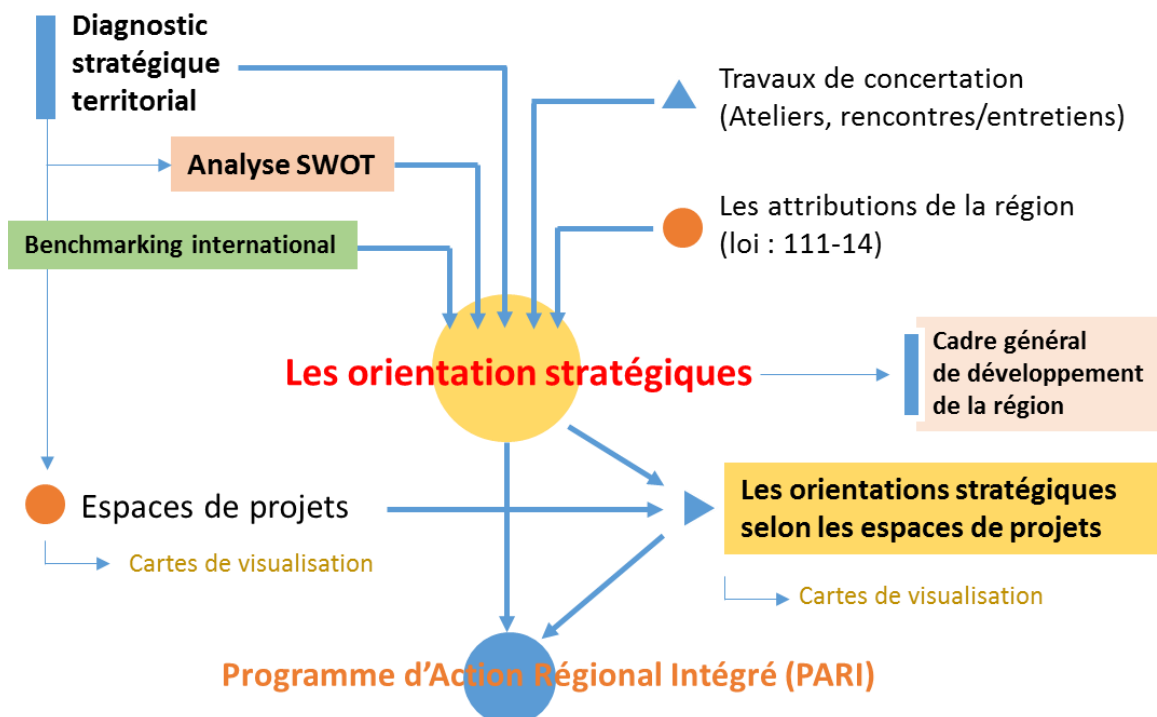 Diagnostic
stratégique
territorial
Travaux de concertation
(Ateliers, rencontres/entretiens)
Analyse SWOT
Les attributions de la région
(loi : 111-14)
Benchmarking international
Les orientation stratégiques
Cadre général
de développement
de la région
Espaces de projets
Les orientations stratégiques
selon les espaces de projets
Cartes de visualisation
Cartes de visualisation
Programme d’Action Régional Intégré (PARI)